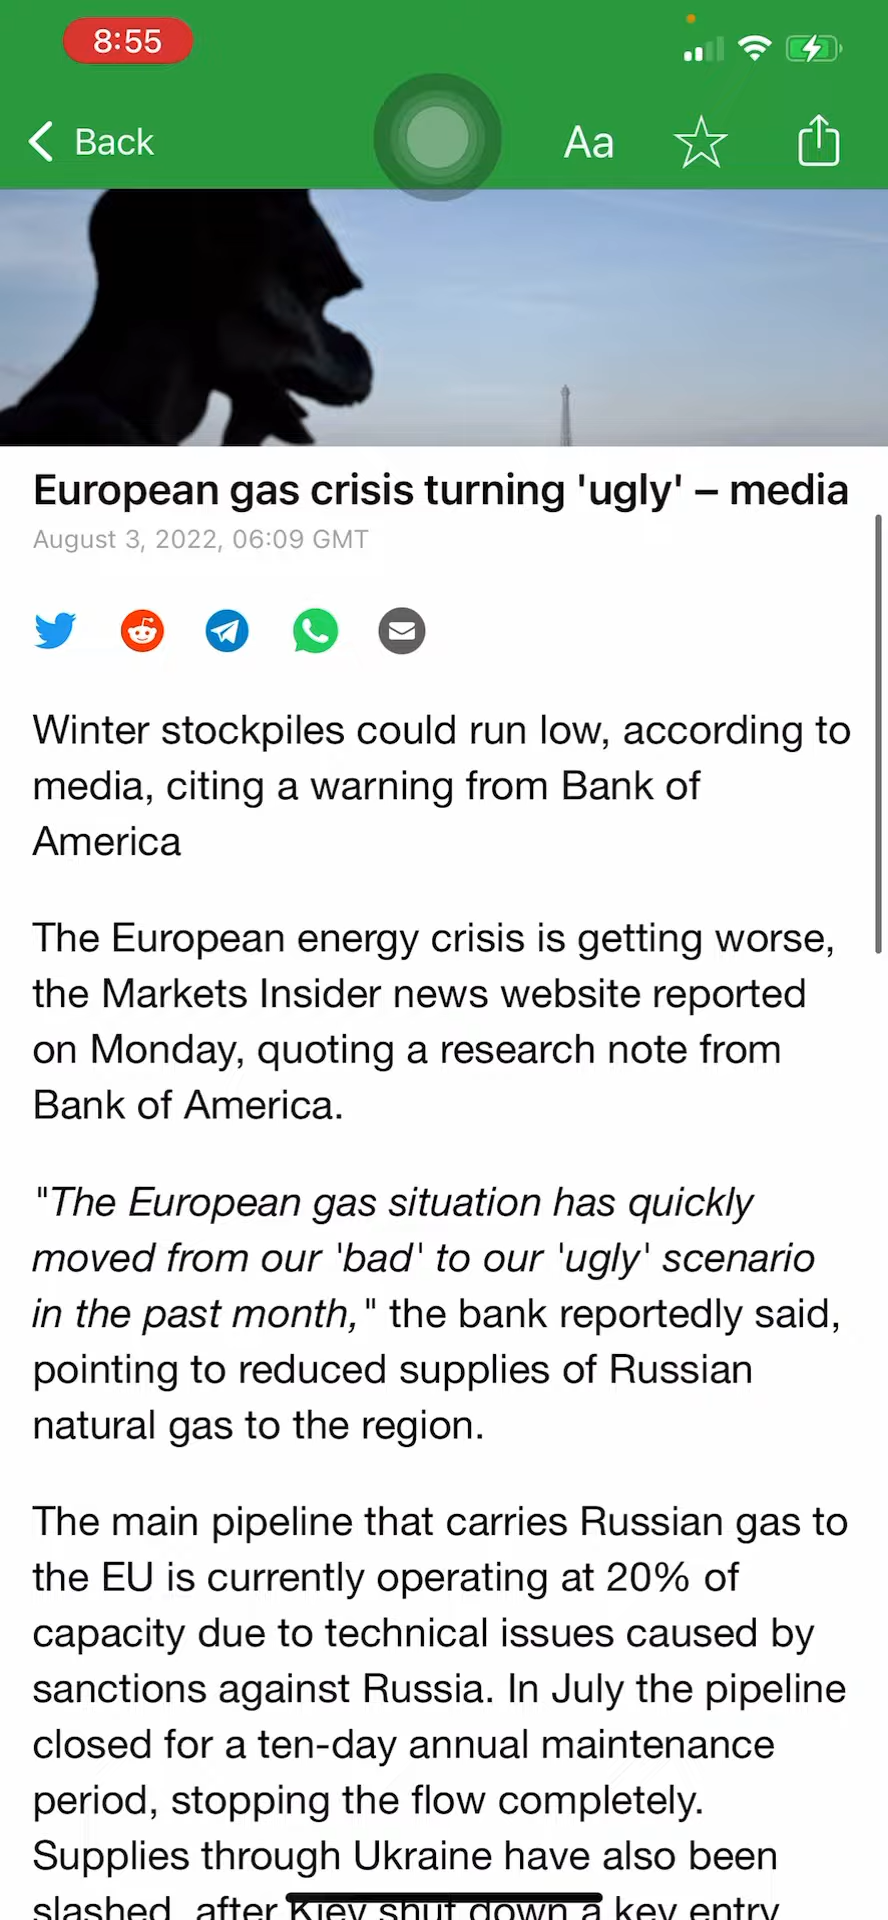 8:55
Back
Aa
European gas crisis turning 'ugly' – media
August 3, 2022, 06:09 GMT
Winter stockpiles could run low, according to
media, citing a warning from Bank of
America
The European energy crisis is getting worse,
the Markets Insider news website reported
on Monday, quoting a research note from
Bank of America.
"The European gas situation has quickly
moved from our 'bad' to our 'ugly' scenario
in the past month," the bank reportedly said,
pointing to reduced supplies of Russian
natural gas to the region.
The main pipeline that carries Russian gas to
the EU is currently operating at 20% of
capacity due to technical issues caused by
sanctions against Russia. In July the pipeline
closed for a ten-day annual maintenance
period, stopping the flow completely.
Supplies through Ukraine have also been
slashed, after Kiev shut down a key entry